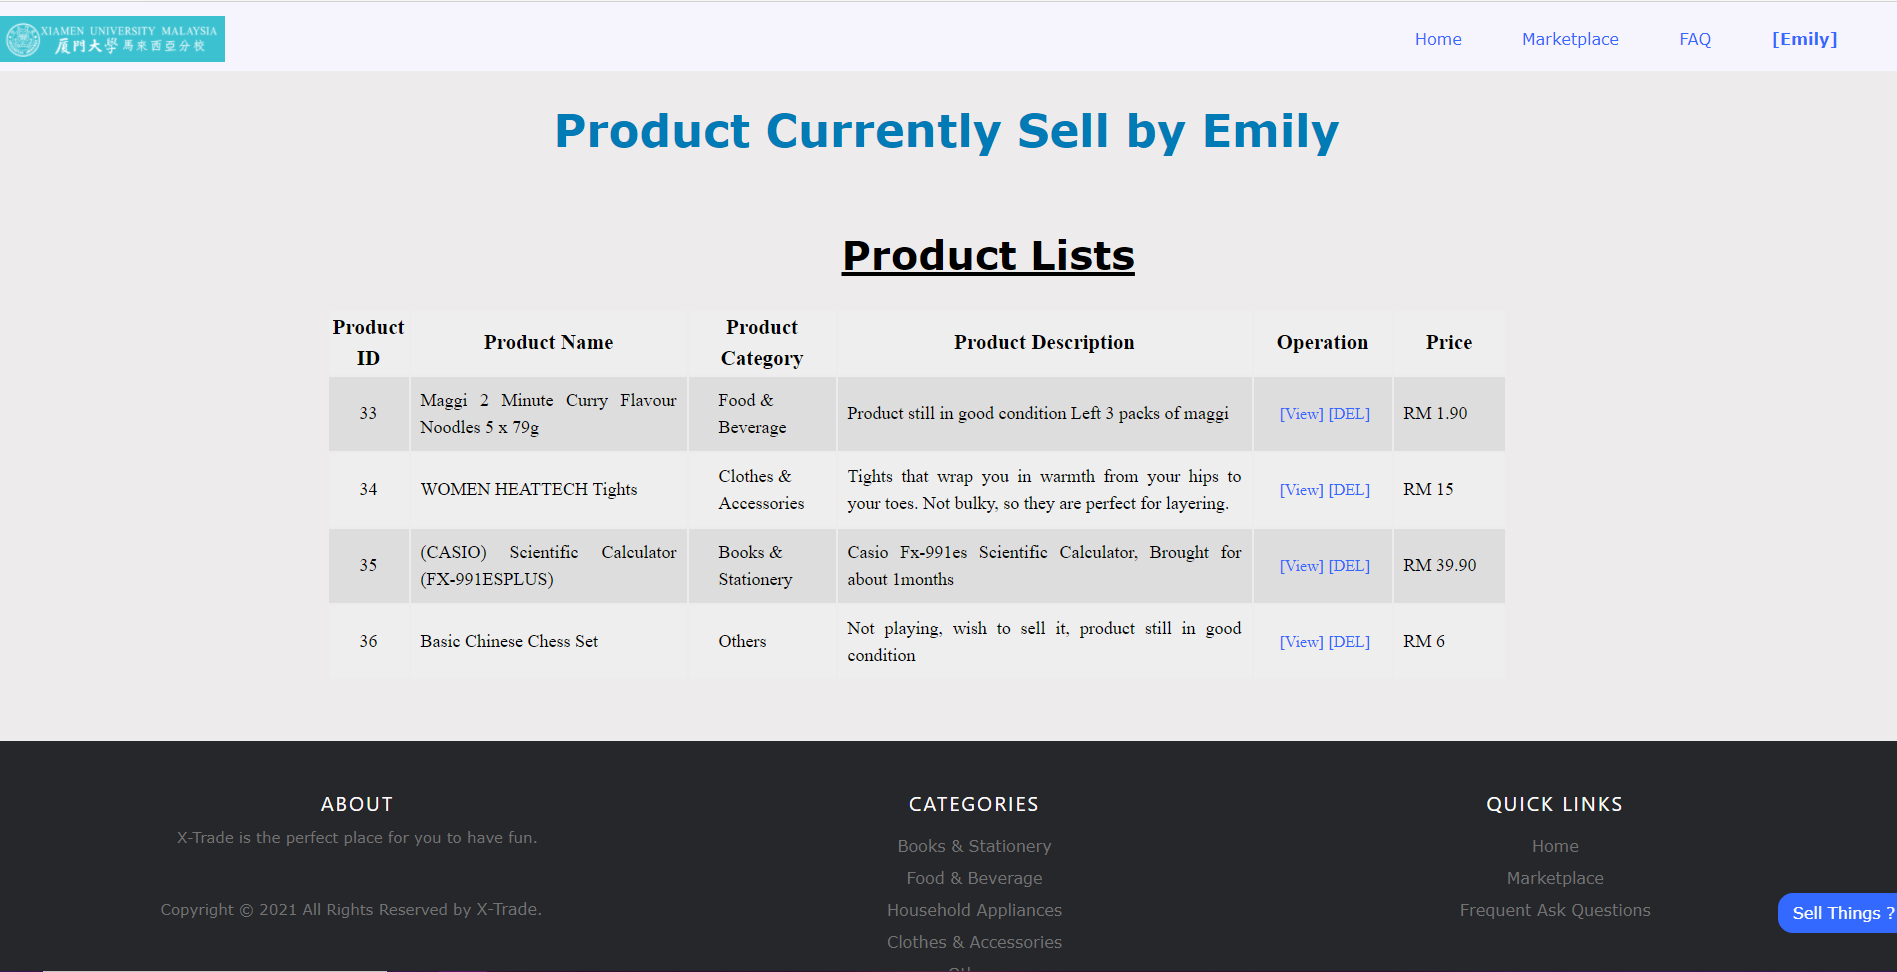 XIAMEN UNIVERSITY MALAYSIA
厦門大學 馬來西亞分校
Home Marketplace FAQ [Emily]
Product Currently Sell by Emily
Product Lists
Product ID Product Name Product Category Product Description Operation Price
33 Maggi 2 Minute Curry Flavour Noodles 5 x 79g Food & Beverage Product still in good condition Left 3 packs of maggi [View] [DEL] RM 1.90
34 WOMEN HEATTECH Tights Clothes & Accessories Tights that wrap you in warmth from your hips to your toes. Not bulky, so they are perfect for layering. [View] [DEL] RM 15
35 (CASIO) Scientific Calculator (FX-991ESPLUS) Books & Stationery Casio Fx-991es Scientific Calculator, Brought for about 1months [View] [DEL] RM 39.90
36 Basic Chinese Chess Set Others Not playing, wish to sell it, product still in good condition [View] [DEL] RM 6
ABOUT
X-Trade is the perfect place for you to have fun.
Copyright © 2021 All Rights Reserved by X-Trade.
CATEGORIES
Books & Stationery
Food & Beverage
Household Appliances
Clothes & Accessories
QUICK LINKS
Home
Marketplace
Frequent Ask Questions
Sell Things ?